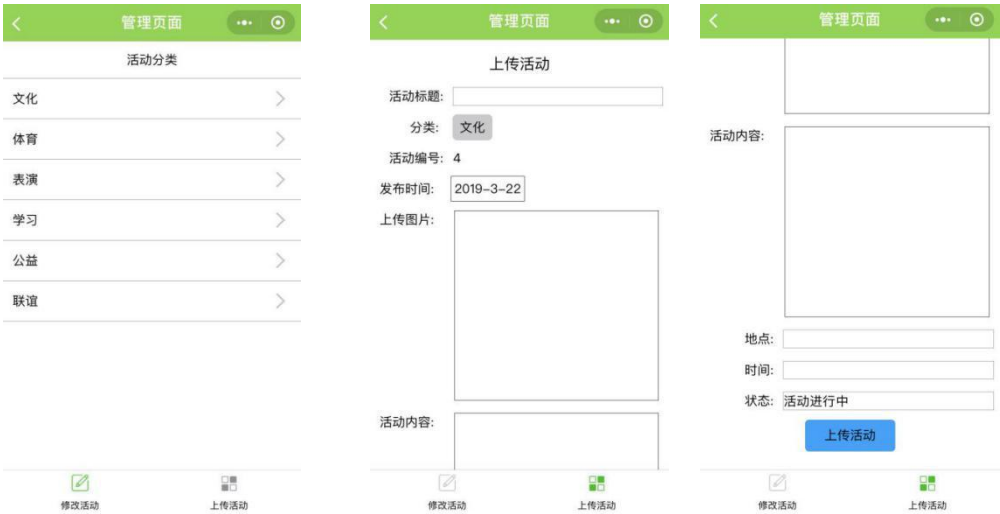 管理页面
活动分类
文化
体育
表演
学习
公益
联谊
修改活动
上传活动
管理页面
上传活动
活动标题:
分类: 文化
活动编号: 4
发布时间: 2019-3-22
上传图片:
活动内容:
修改活动
上传活动
管理页面
活动内容:
地点:
时间:
状态: 活动进行中
上传活动
修改活动
上传活动